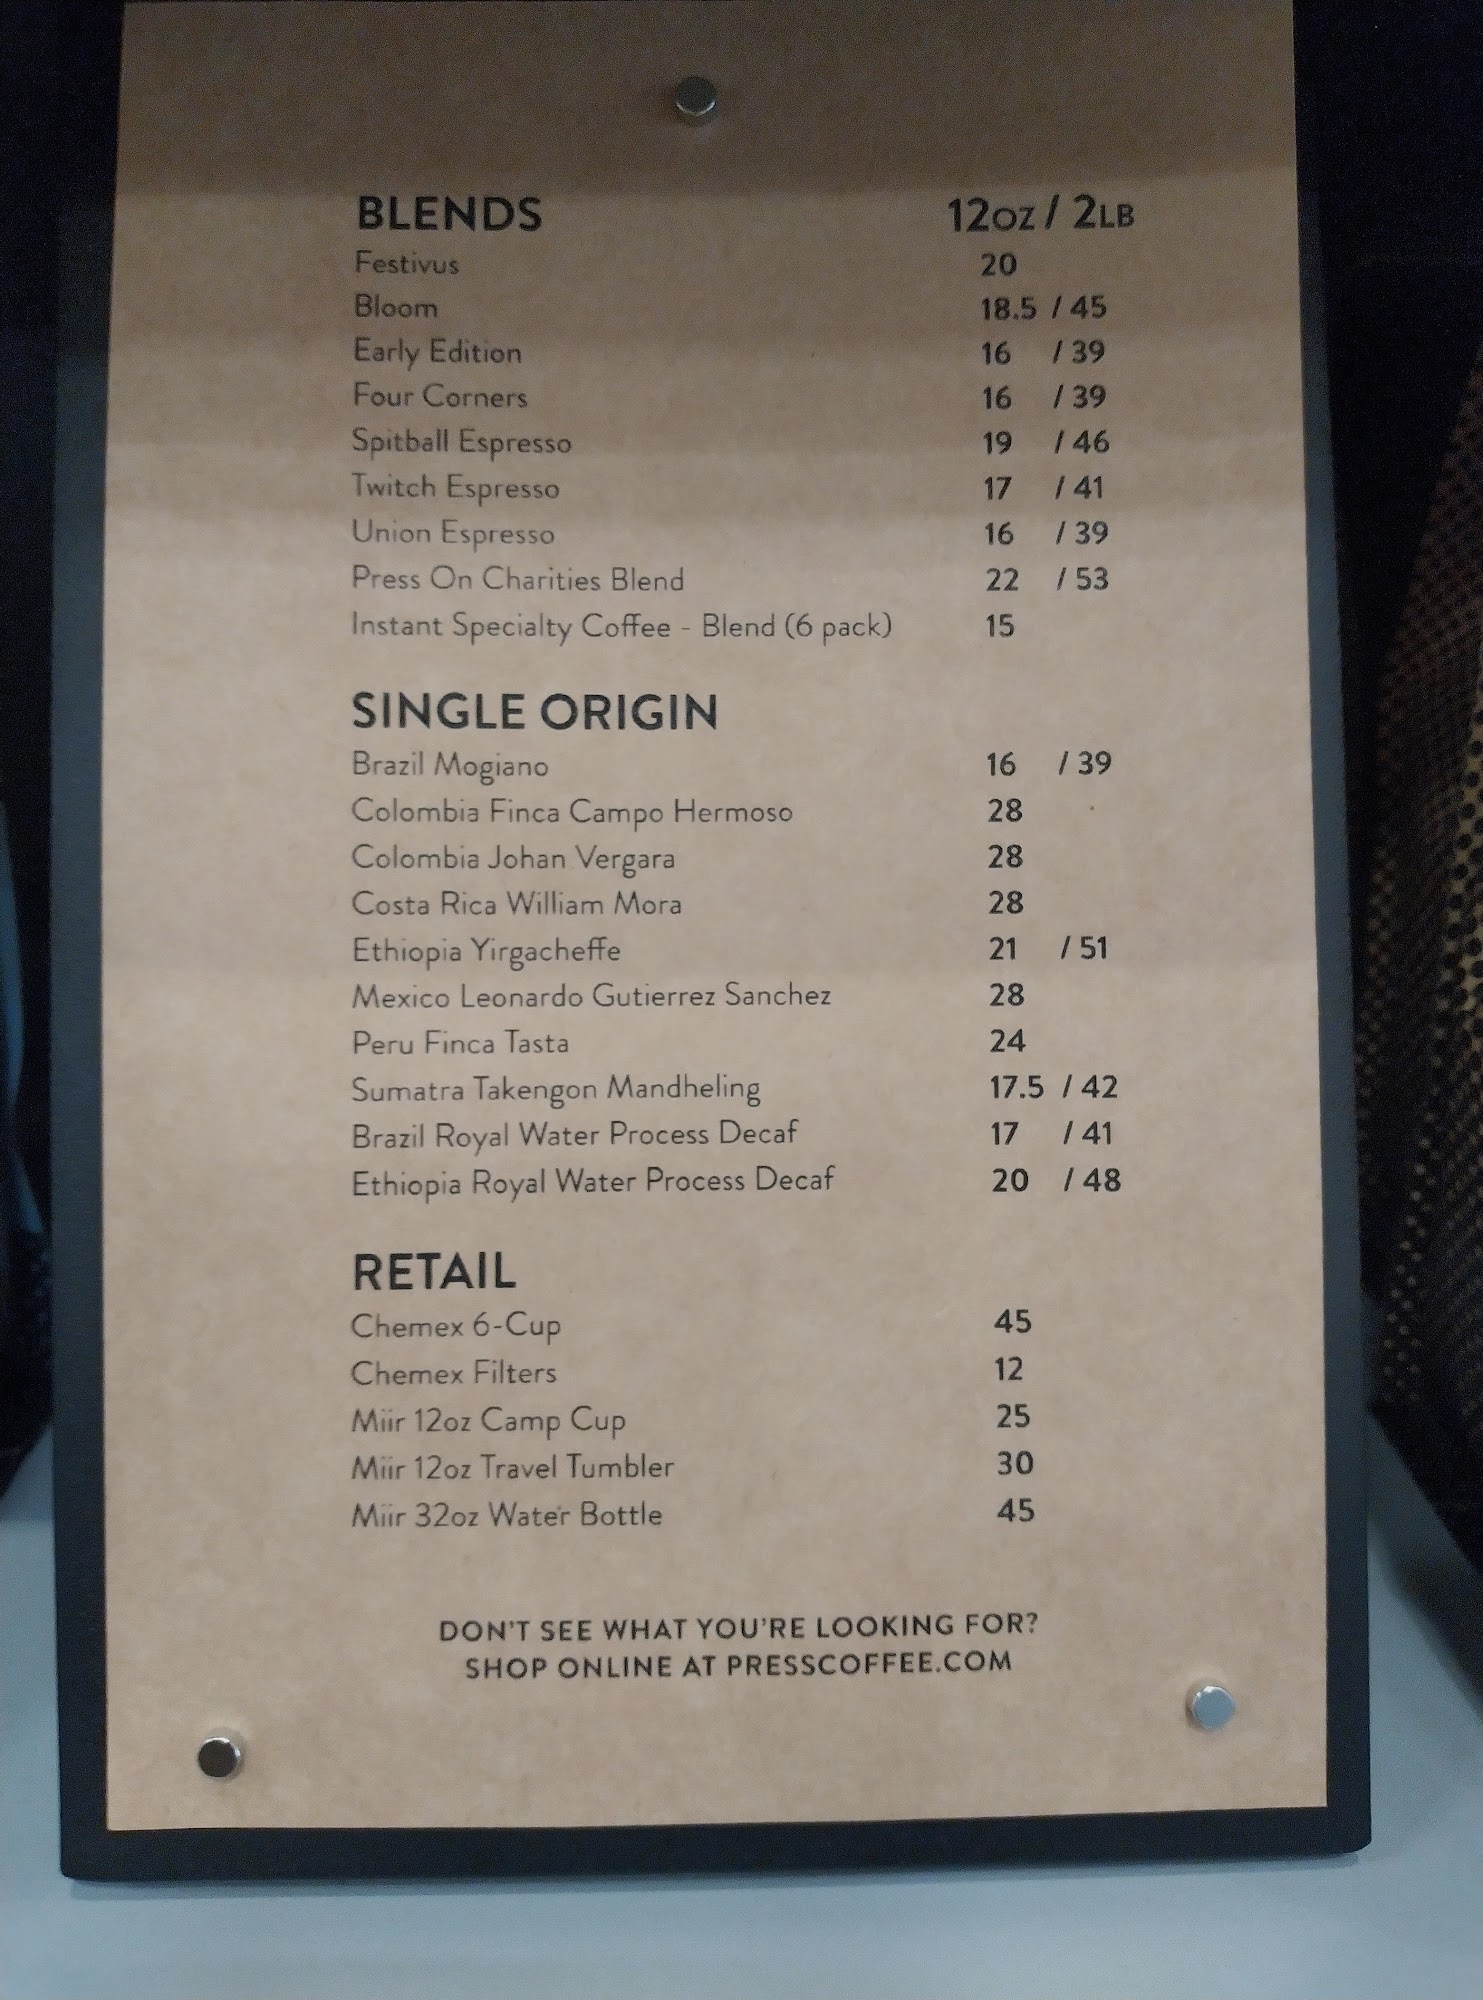 BLENDS 12OZ / 2LB
Festivus 20
Bloom 18.5 / 45
Early Edition 16 / 39
Four Corners 16 / 39
Spitball Espresso 19 / 46
Twitch Espresso 17 / 41
Union Espresso 16 / 39
Press On Charities Blend 22 / 53
Instant Specialty Coffee - Blend (6 pack) 15
SINGLE ORIGIN
Brazil Mogiano 16 / 39
Colombia Finca Campo Hermoso 28
Colombia Johan Vergara 28
Costa Rica William Mora 28
Ethiopia Yirgacheffe 21 / 51
Mexico Leonardo Gutierrez Sanchez 28
Peru Finca Tasta 24
Sumatra Takengon Mandheling 17.5 / 42
Brazil Royal Water Process Decaf 17 / 41
Ethiopia Royal Water Process Decaf 20 / 48
RETAIL
Chemex 6-Cup 45
Chemex Filters 12
Miir 12oz Camp Cup 25
Miir 12oz Travel Tumbler 30
Miir 32oz Water Bottle 45
DON'T SEE WHAT YOU'RE LOOKING FOR?
SHOP ONLINE AT PRESSCOFFEE.COM